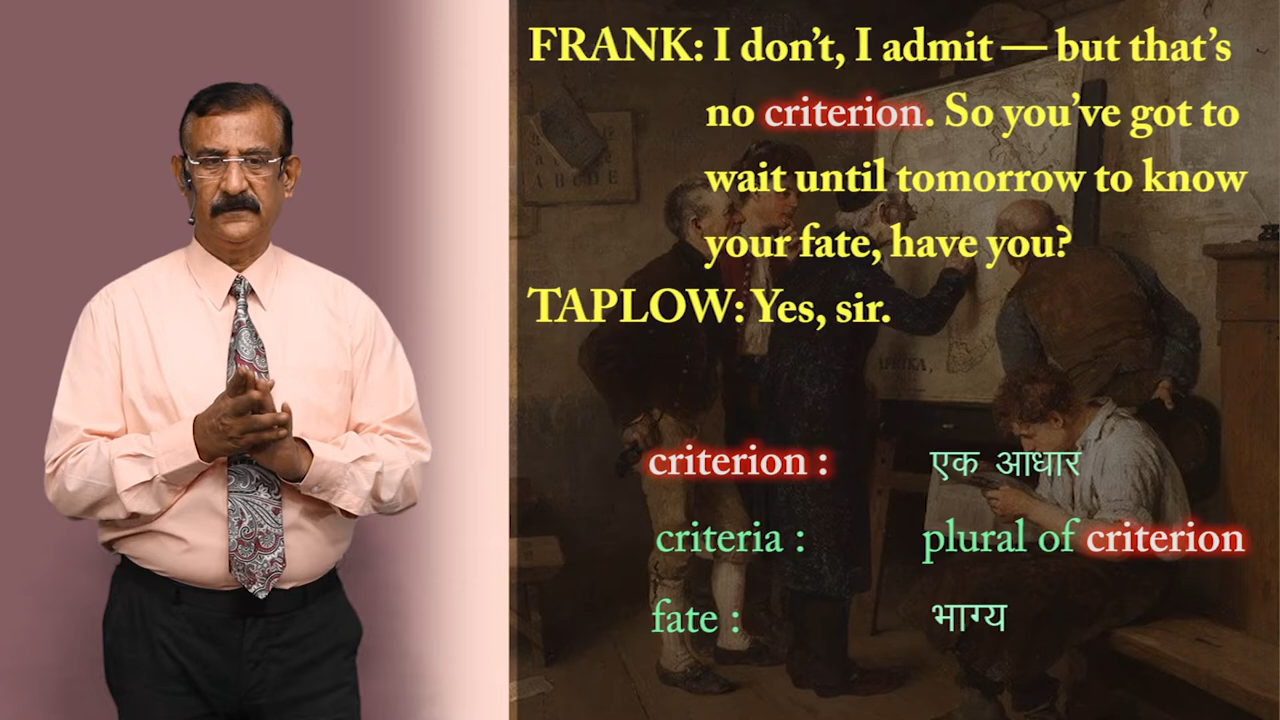 FRANK: I don’t, I admit — but that’s
no criterion. So you’ve got to
wait until tomorrow to know
your fate, have you?
TAPLOW: Yes, sir.
AFRIKA,
criterion : एक आधार
criteria : plural of criterion
fate : भाग्य